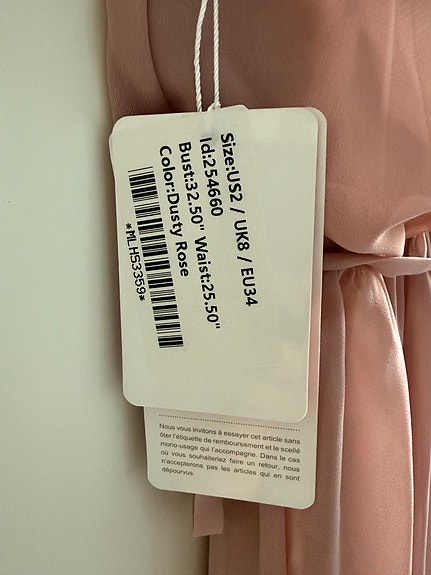 Size:US2 / UK8 / EU34
Id:254660
Bust:32.50" Waist:25.50"
Color:Dusty Rose
*MLHS3359*
Nous vous invitons à essayer cet article sans
ôter l'étiquette de remboursement et le scellé
mono-usage qui l'accompagne. Dans le cas
où vous souhaiteriez faire un retour, nous
n'accepterons pas les articles qui en sont
dépourvus.